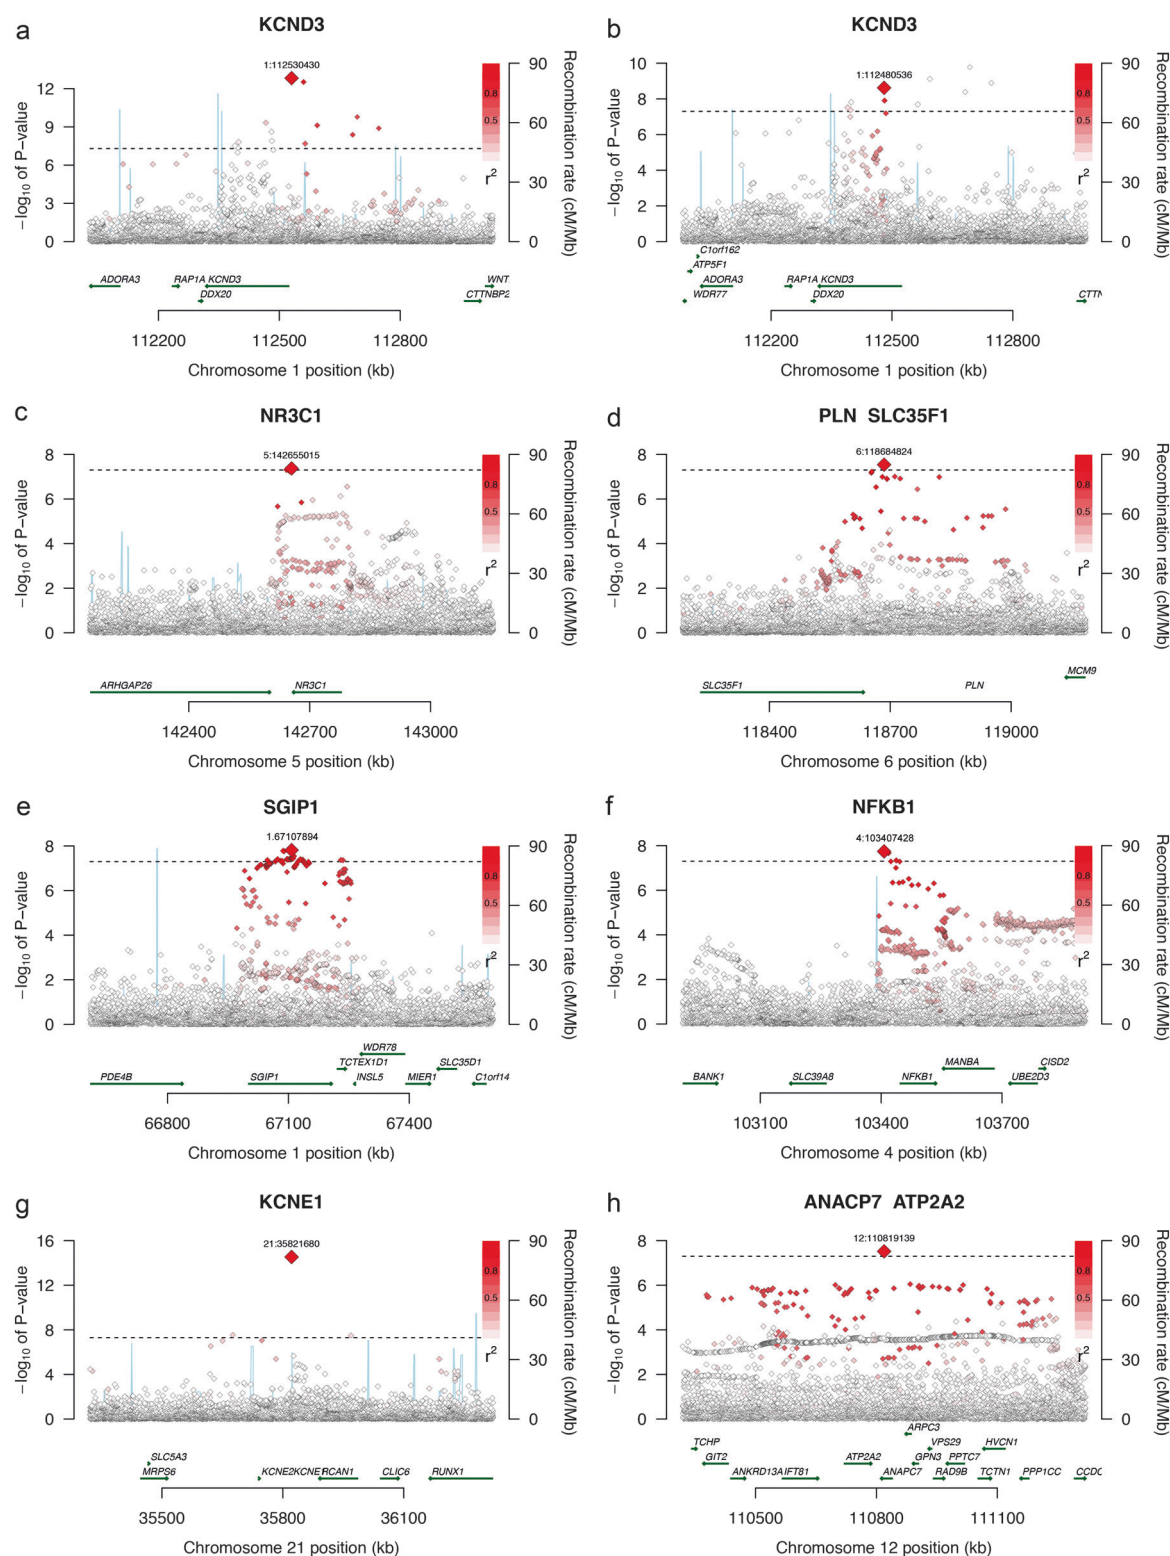 a
KCND3
1:112530430
12
9
6
3
0
−log10 of P-value
90
60
30
0
Recombination rate (cM/Mb)
0.8
0.5
r2
ADORA3
RAP1A KCND3
DDX20
WNT
CTTNBP2
112200 112500 112800
Chromosome 1 position (kb)
b
KCND3
1:112480536
10
8
6
4
2
0
−log10 of P-value
90
60
30
0
Recombination rate (cM/Mb)
0.8
0.5
r2
C1orf162
ATP5F1
ADORA3
WDR77
RAP1A KCND3
DDX20
CTTN
112200 112500 112800
Chromosome 1 position (kb)
c
NR3C1
5:142655015
8
6
4
2
0
−log10 of P-value
90
60
30
0
Recombination rate (cM/Mb)
0.8
0.5
r2
ARHGAP26 NR3C1
142400 142700 143000
Chromosome 5 position (kb)
d
PLN SLC35F1
6:118684824
8
6
4
2
0
−log10 of P-value
90
60
30
0
Recombination rate (cM/Mb)
0.8
0.5
r2
MCM9
SLC35F1 PLN
118400 118700 119000
Chromosome 6 position (kb)
e
SGIP1
1.67107894
8
6
4
2
0
−log10 of P-value
90
60
30
0
Recombination rate (cM/Mb)
0.8
0.5
r2
WDR78
TCTEX1D1 SLC35D1
PDE4B SGIP1 INSL5 MIER1 C1orf14
66800 67100 67400
Chromosome 1 position (kb)
f
NFKB1
4:103407428
8
6
4
2
0
−log10 of P-value
90
60
30
0
Recombination rate (cM/Mb)
0.8
0.5
r2
MANBA CISD2
BANK1 SLC39A8 NFKB1 UBE2D3
103100 103400 103700
Chromosome 4 position (kb)
g
KCNE1
21:35821680
16
15
12
8
7
4
0
−log10 of P-value
90
60
30
0
Recombination rate (cM/Mb)
0.8
0.5
r2
SLC5A3
MRPS6 KCNE2KCNE1RCAN1 CLIC6 RUNX1
35500 35800 36100
Chromosome 21 position (kb)
h
ANACP7 ATP2A2
12:110819139
8
6
4
2
0
−log10 of P-value
90
60
30
0
Recombination rate (cM/Mb)
0.8
0.5
r2
ARPC3
TCHP VPS29 HVCN1
GIT2 ATP2A2 GPN3 PPTC7
ANKRD13AIFT81 ANAPC7 RAD9B TCTN1 PPP1CC CCDC
110500 110800 111100
Chromosome 12 position (kb)